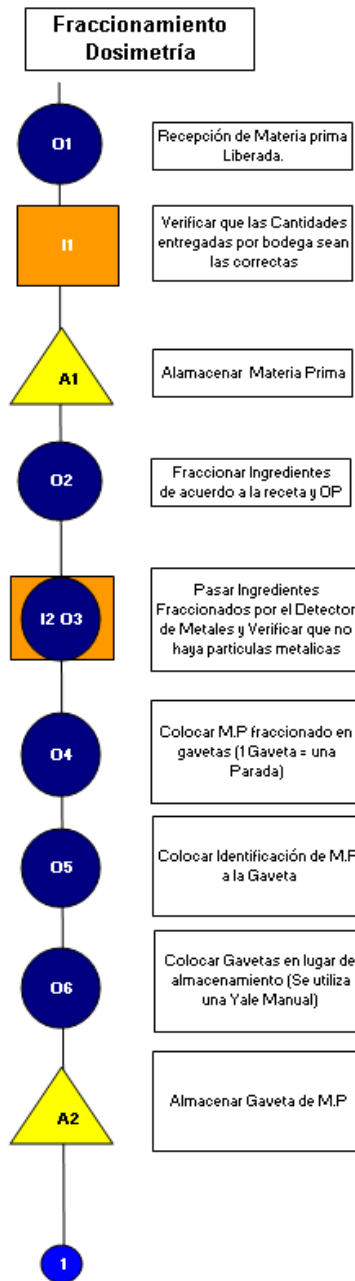 Fraccionamiento
Dosimetría
O1
Recepción de Materia prima
Liberada.
I1
Verificar que las Cantidades
entregadas por bodega sean
las correctas
A1
Alamacenar Materia Prima
O2
Fraccionar Ingredientes
de acuerdo a la receta y OP
I2 O3
Pasar Ingredientes
Fraccionados por el Detector
de Metales y Verificar que no
haya particulas metalicas
O4
Colocar M.P fraccionado en
gavetas (1 Gaveta = una
Parada)
O5
Colocar Identificación de M.P
a la Gaveta
O6
Colocar Gavetas en lugar de
almacenamiento (Se utiliza
una Yale Manual)
A2
Almacenar Gaveta de M.P
1